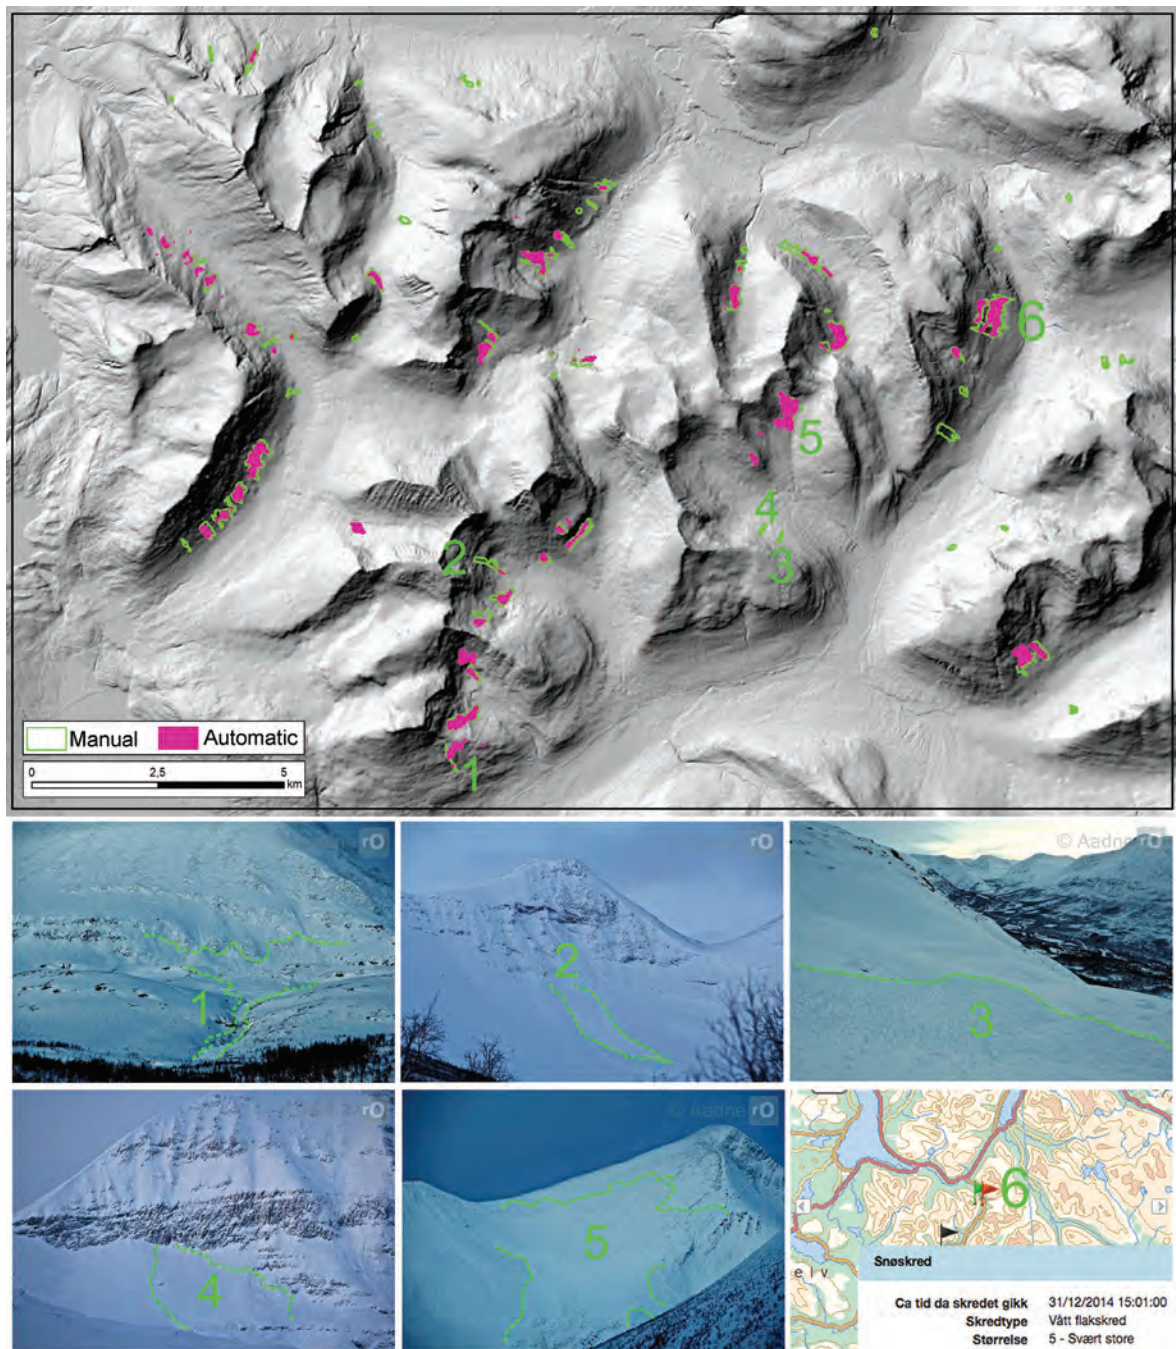 6
5
4
2
3
1
Manual Automatic
0 2,5 5
km
rO
1
rO
2
© Aadne rO
3
rO
4
© Aadne rO
5
6
e l v
Snøskred
Ca tid da skredet gikk 31/12/2014 15:01:00
Skredtype Vått flakskred
Størrelse 5 - Svært store